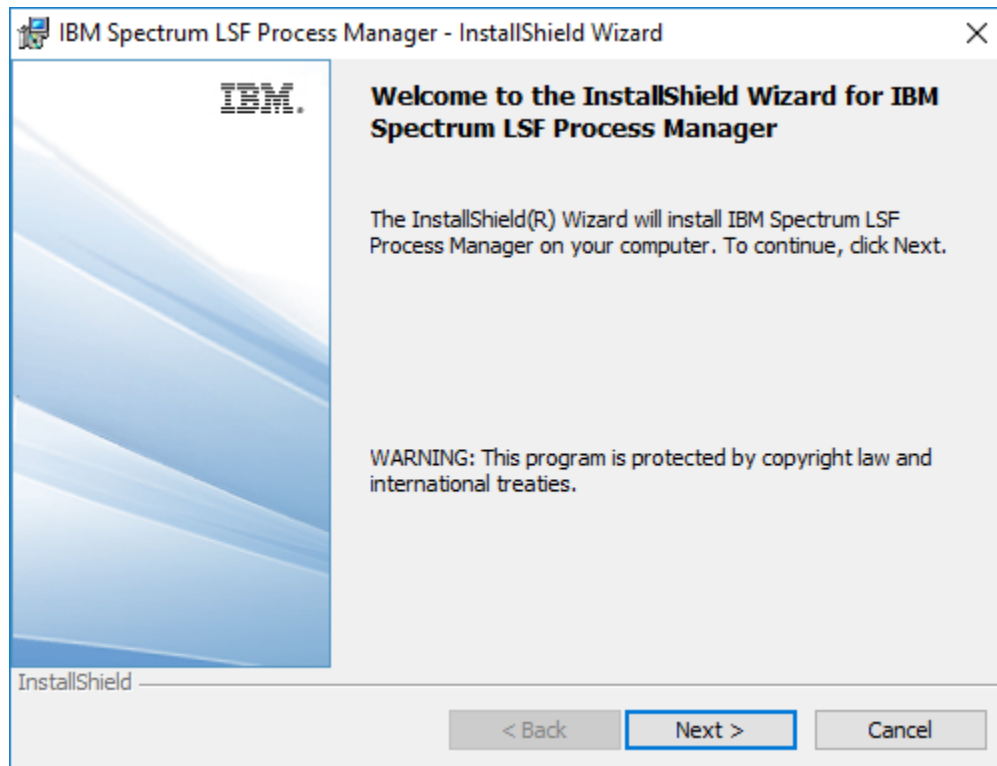 IBM Spectrum LSF Process Manager - InstallShield Wizard
IBM.
Welcome to the InstallShield Wizard for IBM
Spectrum LSF Process Manager
The InstallShield(R) Wizard will install IBM Spectrum LSF
Process Manager on your computer. To continue, click Next.
WARNING: This program is protected by copyright law and
international treaties.
InstallShield
< Back Next > Cancel